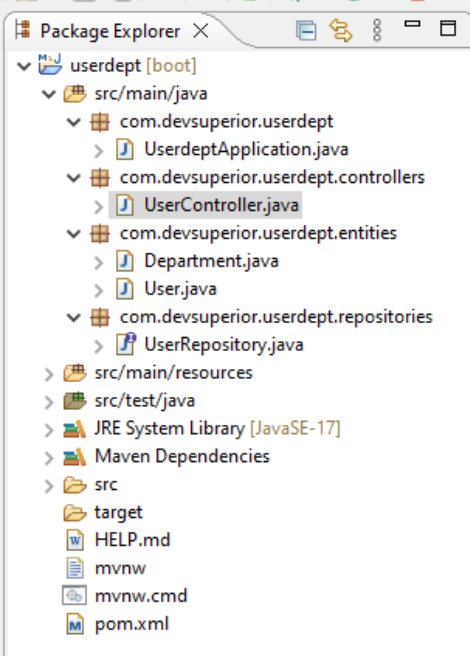 Package Explorer
userdept [boot]
src/main/java
com.devsuperior.userdept
UserdeptApplication.java
com.devsuperior.userdept.controllers
UserController.java
com.devsuperior.userdept.entities
Department.java
User.java
com.devsuperior.userdept.repositories
UserRepository.java
src/main/resources
src/test/java
JRE System Library [JavaSE-17]
Maven Dependencies
src
target
HELP.md
mvnw
mvnw.cmd
pom.xml